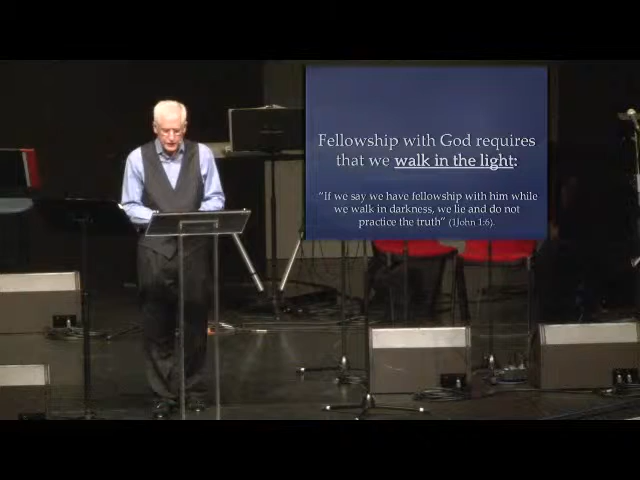 Fellowship with God requires
that we walk in the light:
“If we say we have fellowship with him while
we walk in darkness, we lie and do not
practice the truth” (1John 1:6).